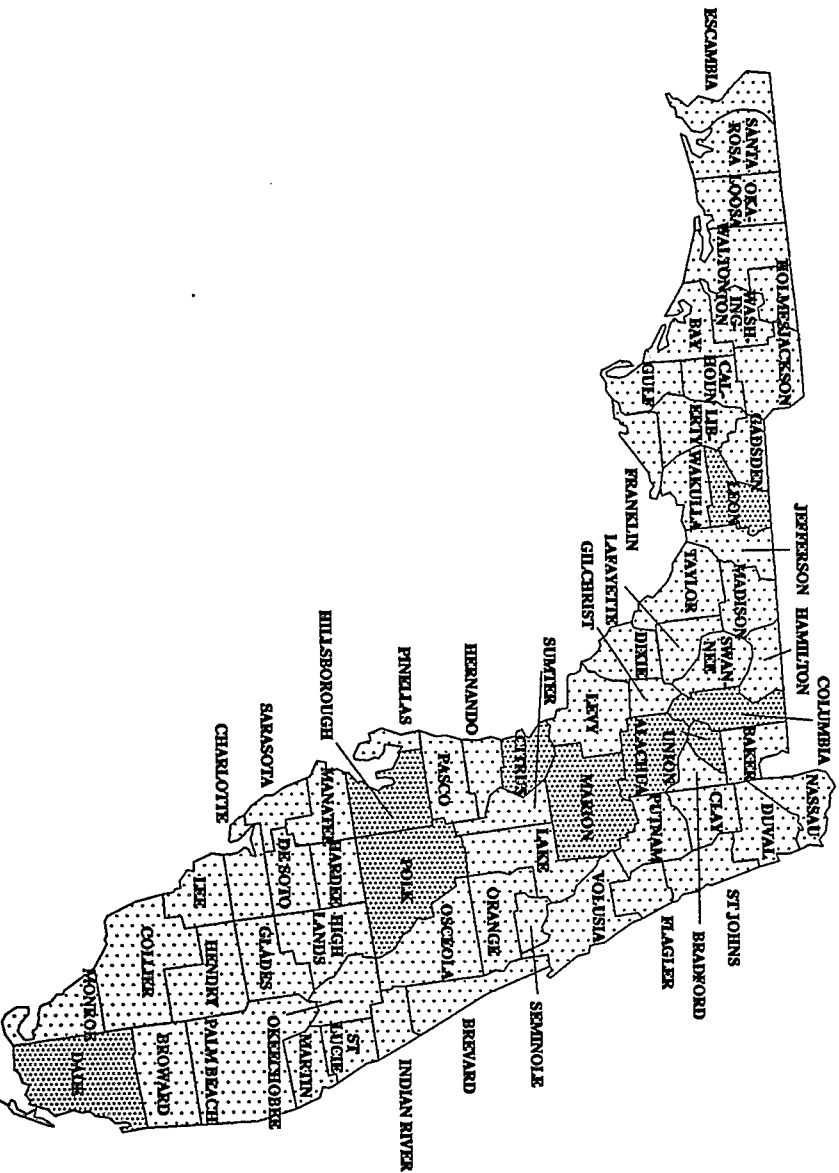 ESCAMBIA
SANTA
ROSA
OKA-
LOOSA
WALTON
HOLMES
WASH-
ING-
TON
JACKSON
BAY
CAL-
HOUN
GULF
GADSDEN
LIB-
ERTY
LEON
WAKULLA
FRANKLIN
JEFFERSON
MADISON
TAYLOR
HAMILTON
SWAN-
NEE
LAFAYETTE
DIXIE
GILCHRIST
COLUMBIA
BAKER
UNION
ALACHUA
LEVY
NASSAU
DUVAL
CLAY
ST JOHNS
BRADFORD
PUTNAM
FLAGLER
MARION
VOLUSIA
CITRUS
SUMTER
LAKE
SEMINOLE
HERNANDO
ORANGE
PASCO
BREVARD
PINELLAS
OSCEOLA
HILLSBOROUGH
POLK
INDIAN RIVER
MANATEE
HARDEE
HIGH
LANDS
ST
LUCIE
OKEECHOBEE
SARASOTA
DE SOTO
MARTIN
CHARLOTTE
GLADES
LEE
HENDRY
PALM BEACH
COLLIER
BROWARD
MONROE
DADE